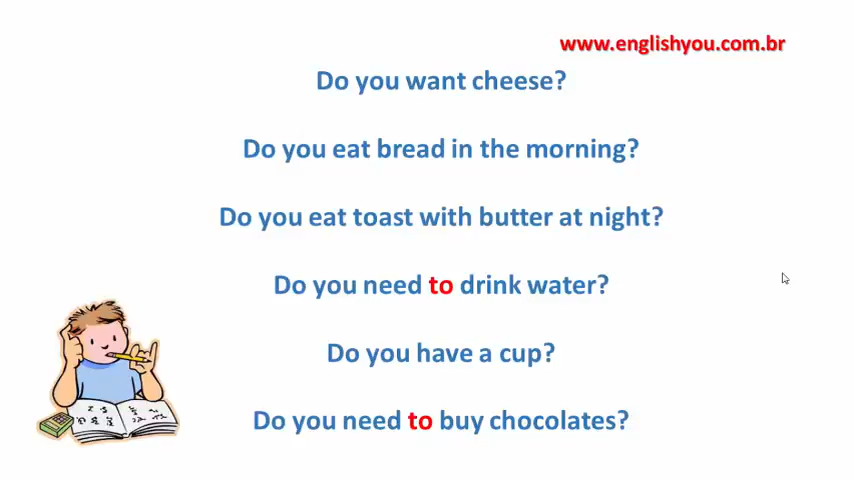 www.englishyou.com.br
Do you want cheese?
Do you eat bread in the morning?
Do you eat toast with butter at night?
Do you need to drink water?
Do you have a cup?
Do you need to buy chocolates?